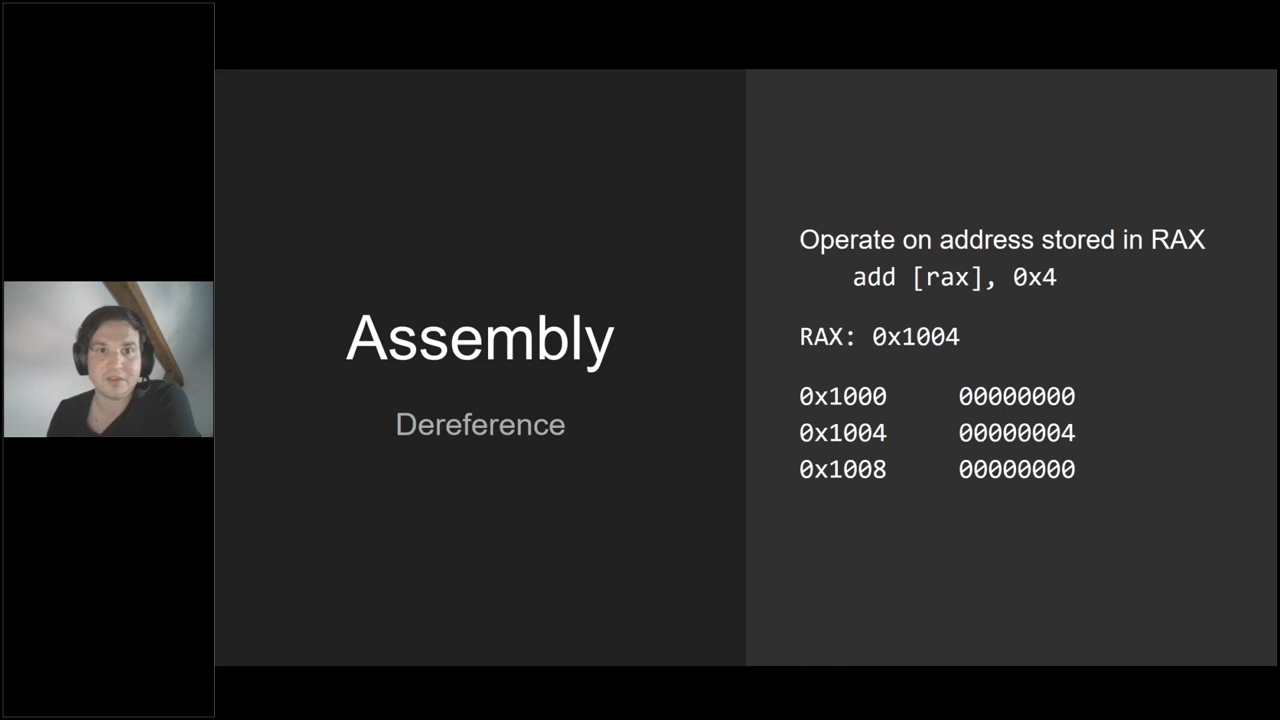 Assembly
Dereference
Operate on address stored in RAX
add [rax], 0x4
RAX: 0x1004
0x1000 00000000
0x1004 00000004
0x1008 00000000